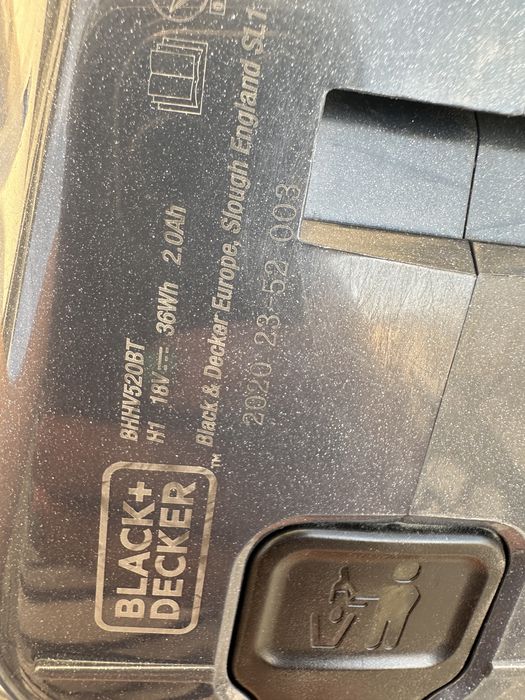 BHHV520BT
H1 18V⎓ 36Wh 2.0Ah
™ Black & Decker Europe, Slough England SL1
2020 23-52 003
BLACK+
DECKER